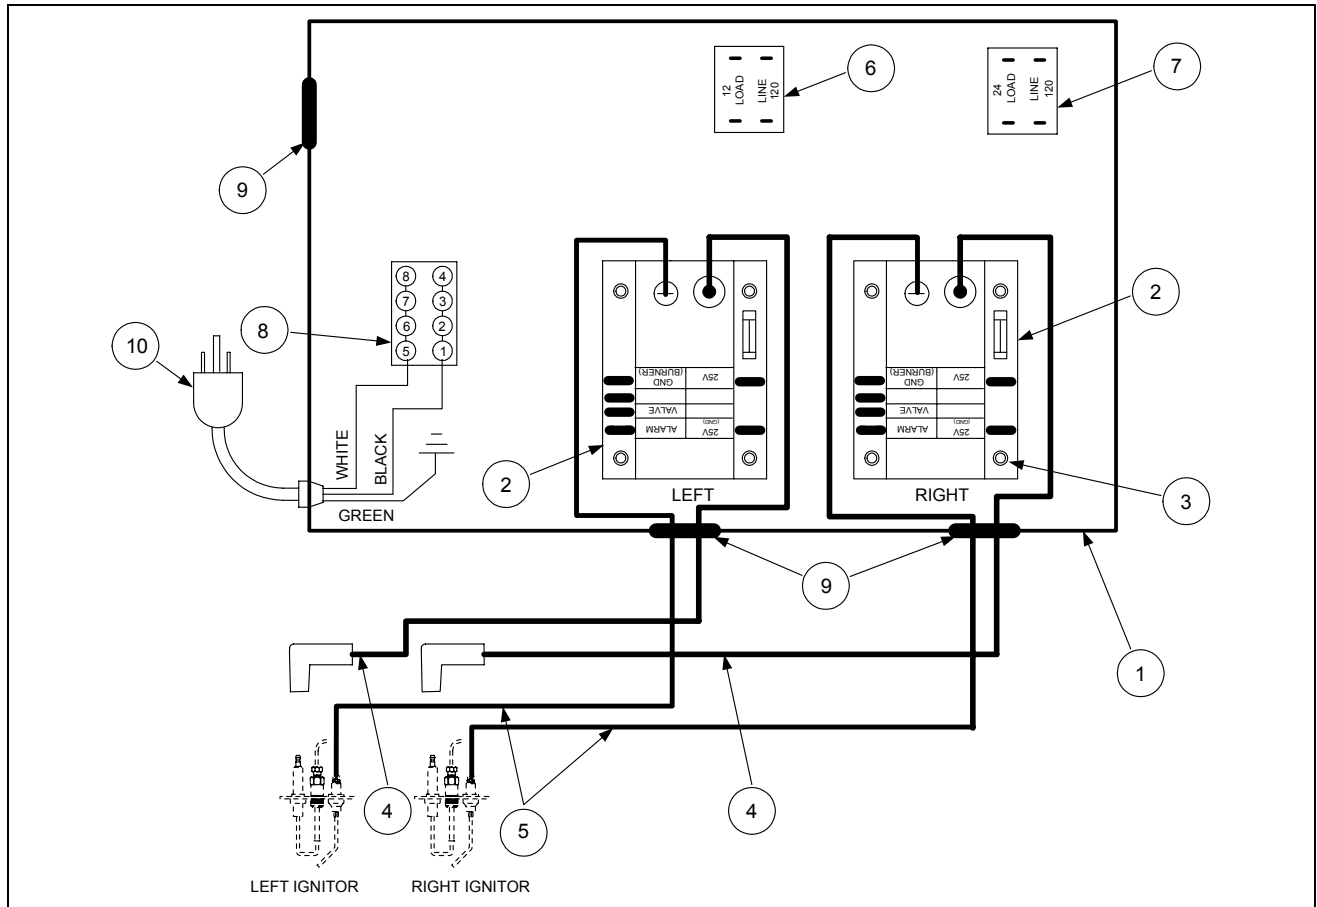 6
7
12 LOAD LINE 120
24 LOAD LINE 120
9
8 4
7 3
6 2
5 1
8
10
2
GND (BURNER) 25V
VALVE
ALARM 25V (GND)
GND (BURNER) 25V
VALVE
ALARM 25V (GND)
WHITE
BLACK
GREEN
2
LEFT
RIGHT
3
9
1
4
5
4
LEFT IGNITOR
RIGHT IGNITOR